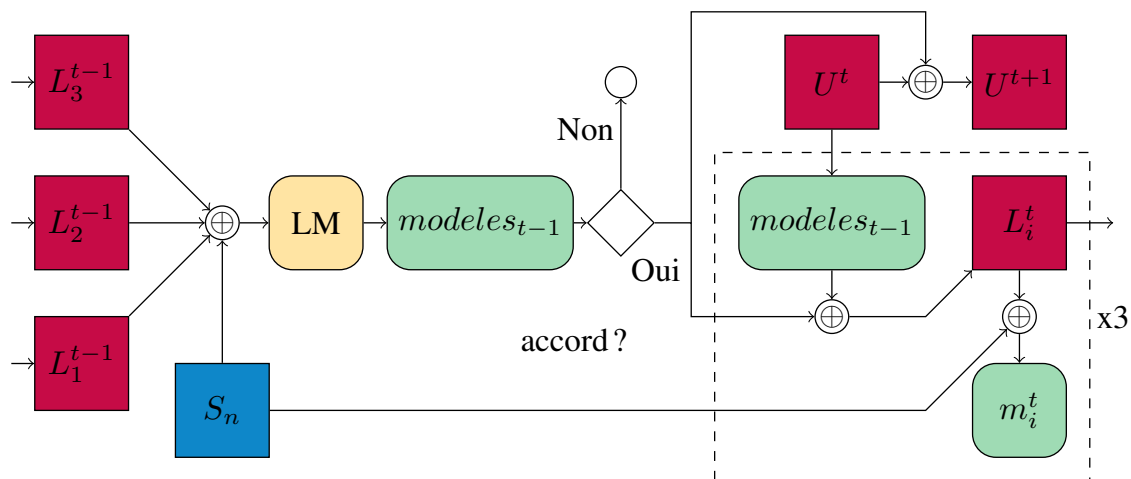 L_3^{t−1}
U^t
U^{t+1}
Non
L_2^{t−1}
LM
modeles_{t−1}
modeles_{t−1}
L_i^t
Oui
x3
accord ?
L_1^{t−1}
S_n
m_i^t